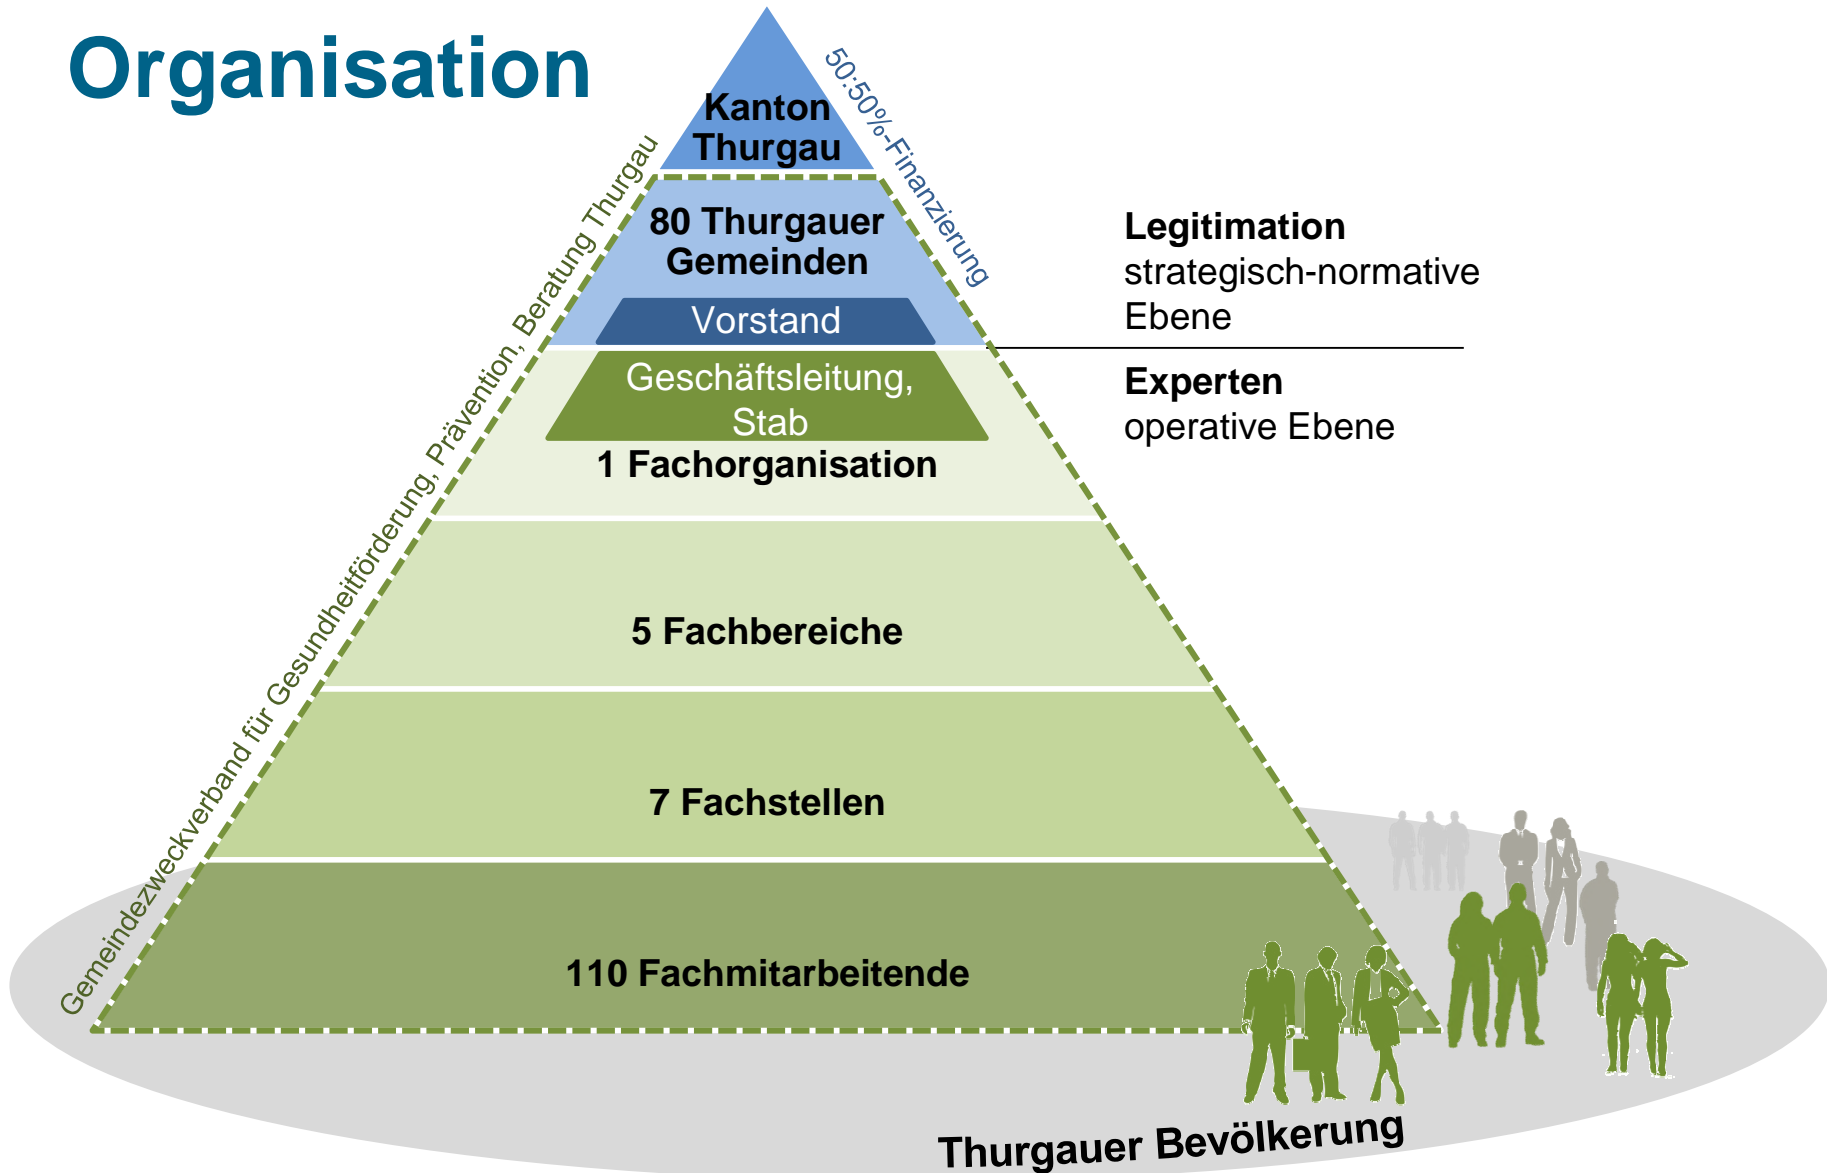 Organisation
Kanton
Thurgau
50:50%-Finanzierung
Gemeindezweckverband für Gesundheitförderung, Prävention, Beratung Thurgau
80 Thurgauer
Gemeinden
Vorstand
Legitimation
strategisch-normative
Ebene
Geschäftsleitung,
Stab
Experten
operative Ebene
1 Fachorganisation
5 Fachbereiche
7 Fachstellen
110 Fachmitarbeitende
Thurgauer Bevölkerung